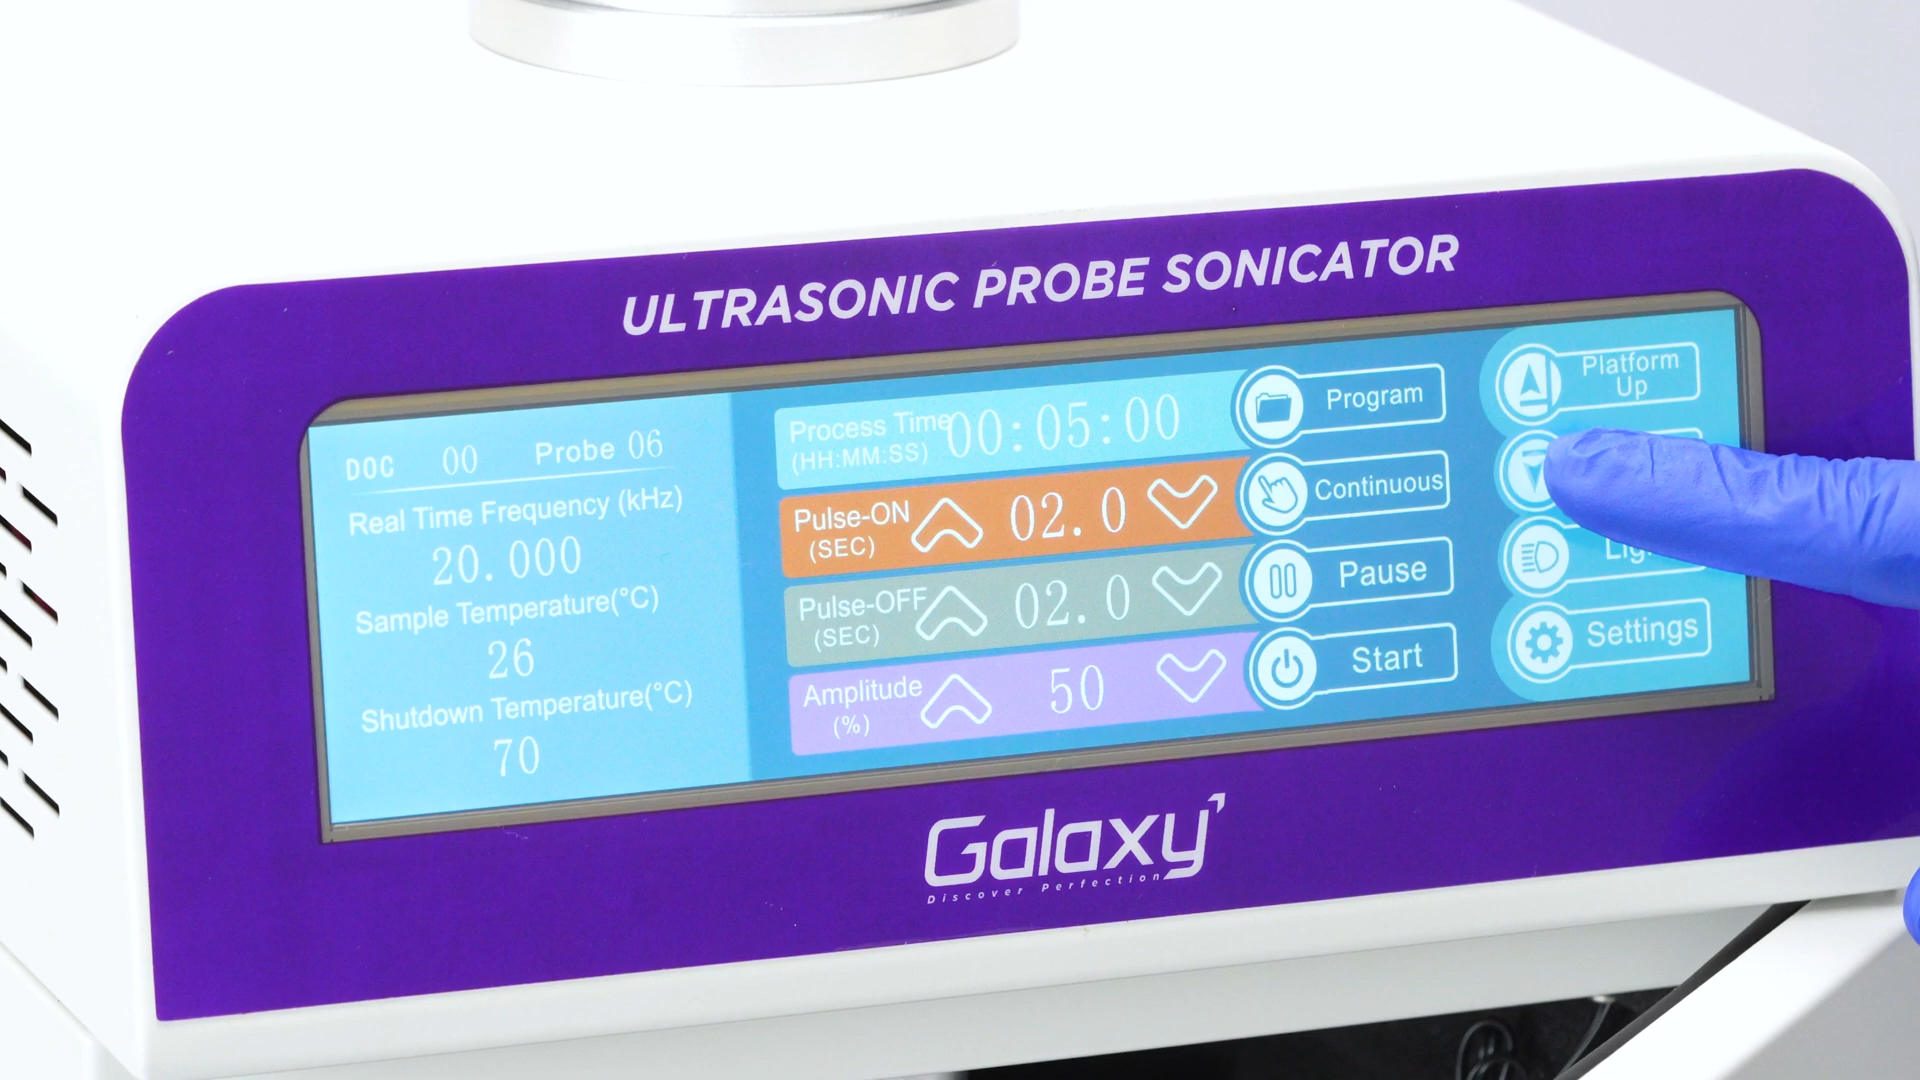 ULTRASONIC PROBE SONICATOR
DOC 00 Probe 06
Real Time Frequency (kHz)
20.000
Sample Temperature(°C)
26
Shutdown Temperature(°C)
70
Process Time 00:05:00
(HH:MM:SS)
Pulse-ON 02.0
(SEC)
Pulse-OFF 02.0
(SEC)
Amplitude 50
(%)
Program
Continuous
Pause
Start
Platform
Up
Settings
Galaxy
Discover Perfection